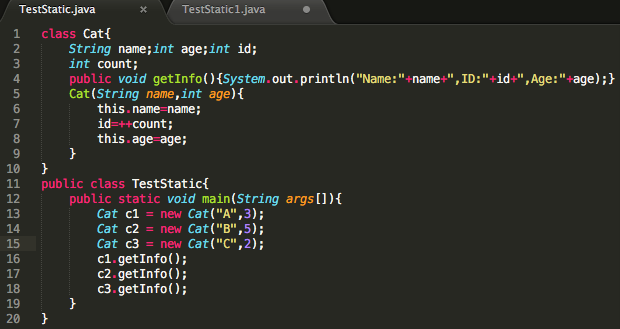 TestStatic.java × TestStatic1.java
1 class Cat{
2 String name;int age;int id;
3 int count;
4 public void getInfo(){System.out.println("Name:"+name+",ID:"+id+",Age:"+age);}
5 Cat(String name,int age){
6 this.name=name;
7 id=++count;
8 this.age=age;
9 }
10 }
11 public class TestStatic{
12 public static void main(String args[]){
13 Cat c1 = new Cat("A",3);
14 Cat c2 = new Cat("B",5);
15 Cat c3 = new Cat("C",2);
16 c1.getInfo();
17 c2.getInfo();
18 c3.getInfo();
19 }
20 }